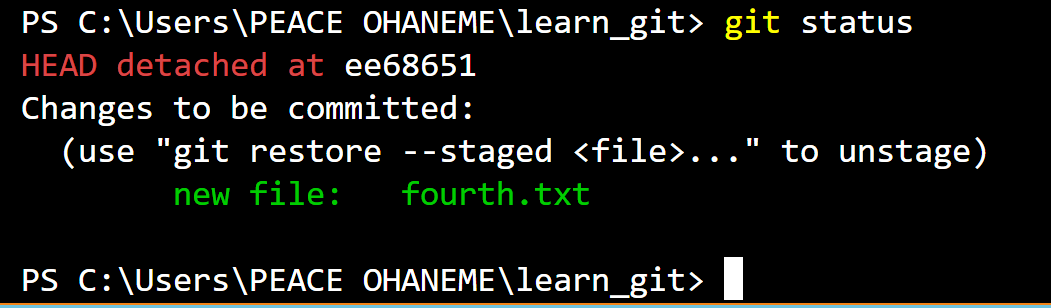 PS C:\Users\PEACE OHANEME\learn_git> git status
HEAD detached at ee68651
Changes to be committed:
  (use "git restore --staged <file>..." to unstage)
        new file:   fourth.txt

PS C:\Users\PEACE OHANEME\learn_git>